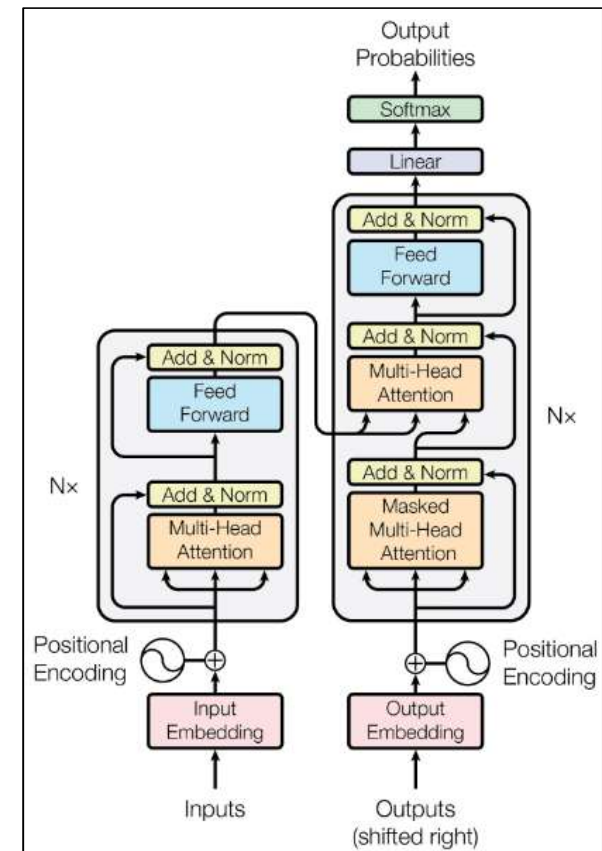 Output
Probabilities
Softmax
Linear
Add & Norm
Feed
Forward
Add & Norm
Multi-Head
Attention
Nx
Add & Norm
Masked
Multi-Head
Attention
Add & Norm
Feed
Forward
Nx
Add & Norm
Multi-Head
Attention
Positional
Encoding
Positional
Encoding
Input
Embedding
Output
Embedding
Inputs
Outputs
(shifted right)